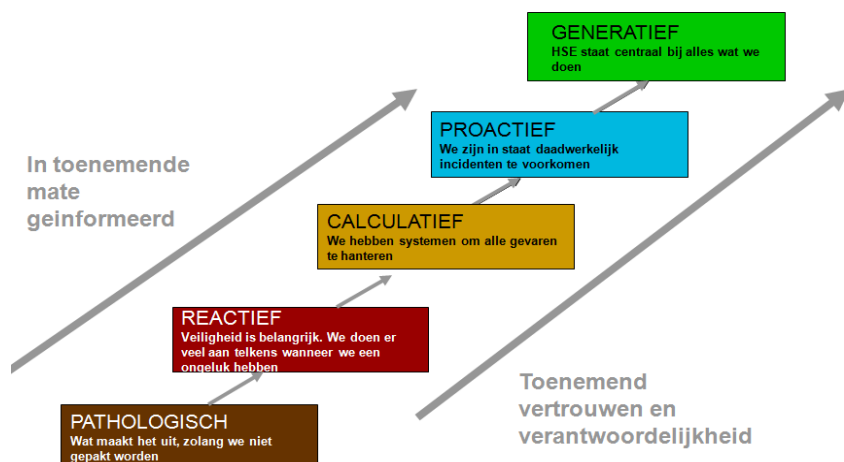 GENERATIEF
HSE staat centraal bij alles wat we
doen
PROACTIEF
We zijn in staat daadwerkelijk
incidenten te voorkomen
In toenemende
mate
geinformeerd
CALCULATIEF
We hebben systemen om alle gevaren
te hanteren
REACTIEF
Veiligheid is belangrijk. We doen er
veel aan telkens wanneer we een
ongeluk hebben
Toenemend
vertrouwen en
verantwoordelijkheid
PATHOLOGISCH
Wat maakt het uit, zolang we niet
gepakt worden